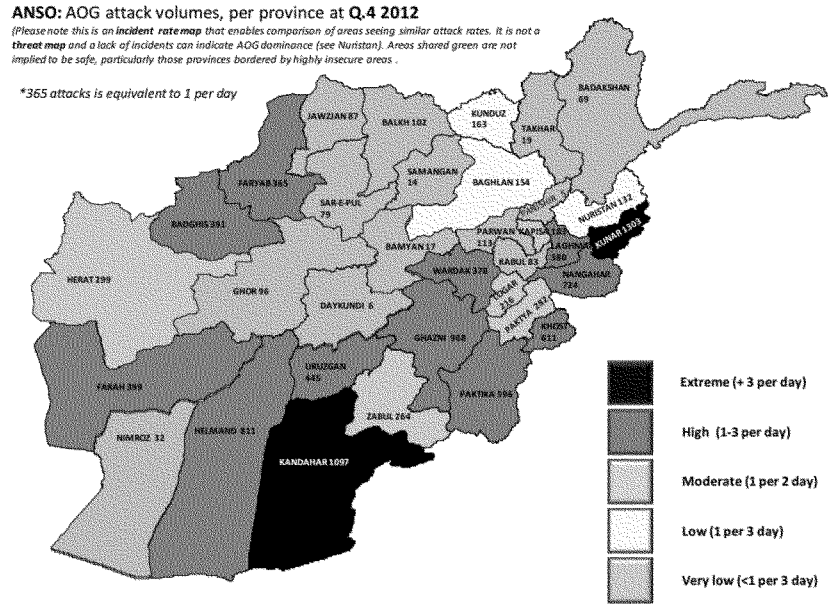 ANSO: AOG attack volumes, per province at Q.4 2012
(Please note this is an incident rate map that enables comparison of areas seeing similar attack rates. It is not a
threat map and a lack of incidents can indicate AOG dominance (see Nuristan). Areas shared green are not
implied to be safe, particularly those provinces bordered by highly insecure areas .
*365 attacks is equivalent to 1 per day
BADAKSHAN
69
JAWZJAN 87
BALKH 102
KUNDUZ
163
TAKHAR
19
FARYAB 365
SAMANGAN
14
BAGHLAN 154
SAR-E-PUL
79
NURISTAN 132
BADGHIS 391
PARWAN
113
KAPISA 183
KUNAR 1303
BAMYAN 17
LAGHMAN
KABUL 83
WARDAK 378
NANGAHAR
724
HERAT 299
GHOR 96
DAYKUNDI 6
LOGAR
216
PAKTYA 287
GHAZNI
KHOST
611
URUZGAN
445
FARAH 399
PAKTIKA
ZABUL 264
NIMROZ 32
HELMAND 811
KANDAHAR 1097
Extreme (+ 3 per day)
High (1-3 per day)
Moderate (1 per 2 day)
Low (1 per 3 day)
Very low (<1 per 3 day)